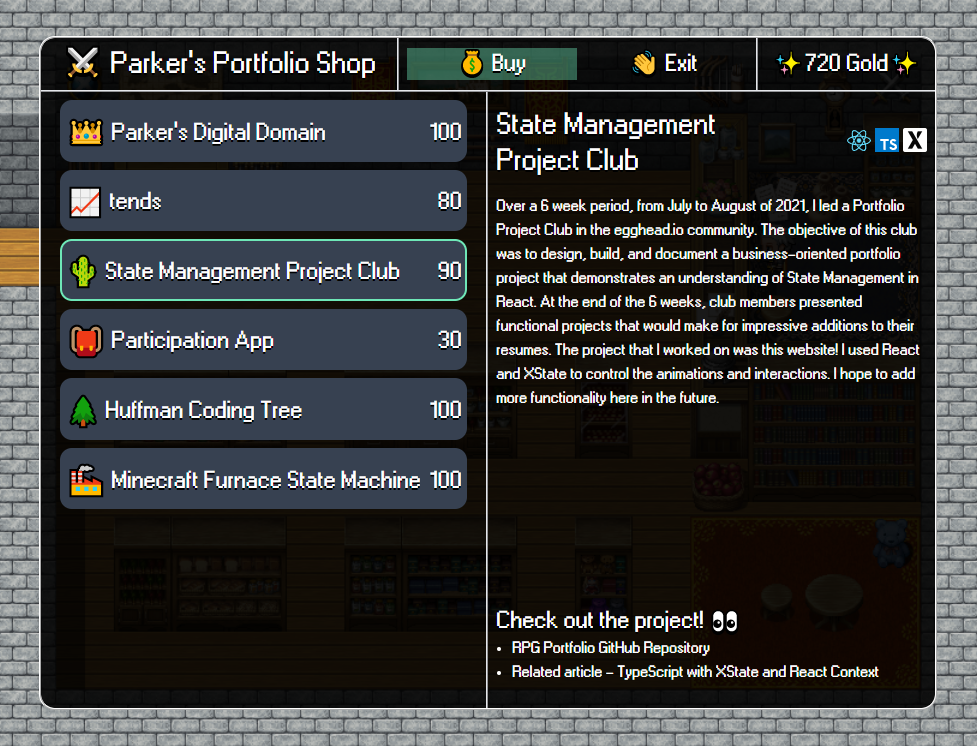 Parker's Portfolio Shop
Buy
Exit
720 Gold
Parker's Digital Domain 100
tends 80
State Management Project Club 90
Participation App 30
Huffman Coding Tree 100
Minecraft Furnace State Machine 100
State Management
Project Club
TS
X
Over a 6 week period, from July to August of 2021, I led a Portfolio
Project Club in the egghead.io community. The objective of this club
was to design, build, and document a business-oriented portfolio
project that demonstrates an understanding of State Management in
React. At the end of the 6 weeks, club members presented
functional projects that would make for impressive additions to their
resumes. The project that I worked on was this website! I used React
and XState to control the animations and interactions. I hope to add
more functionality here in the future.
Check out the project! 👀
• RPG Portfolio GitHub Repository
• Related article - TypeScript with XState and React Context